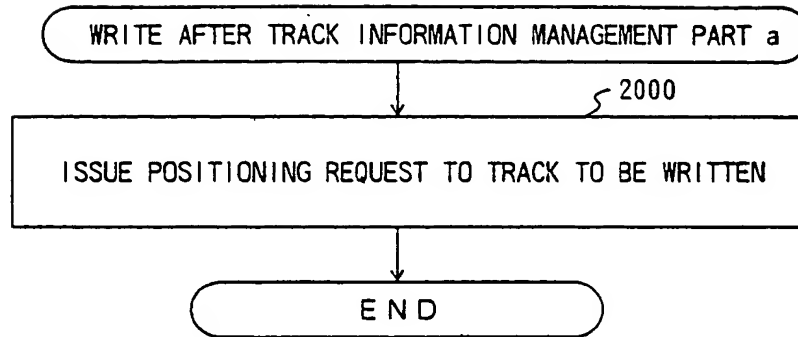 WRITE AFTER TRACK INFORMATION MANAGEMENT PART a
2000
ISSUE POSITIONING REQUEST TO TRACK TO BE WRITTEN
END